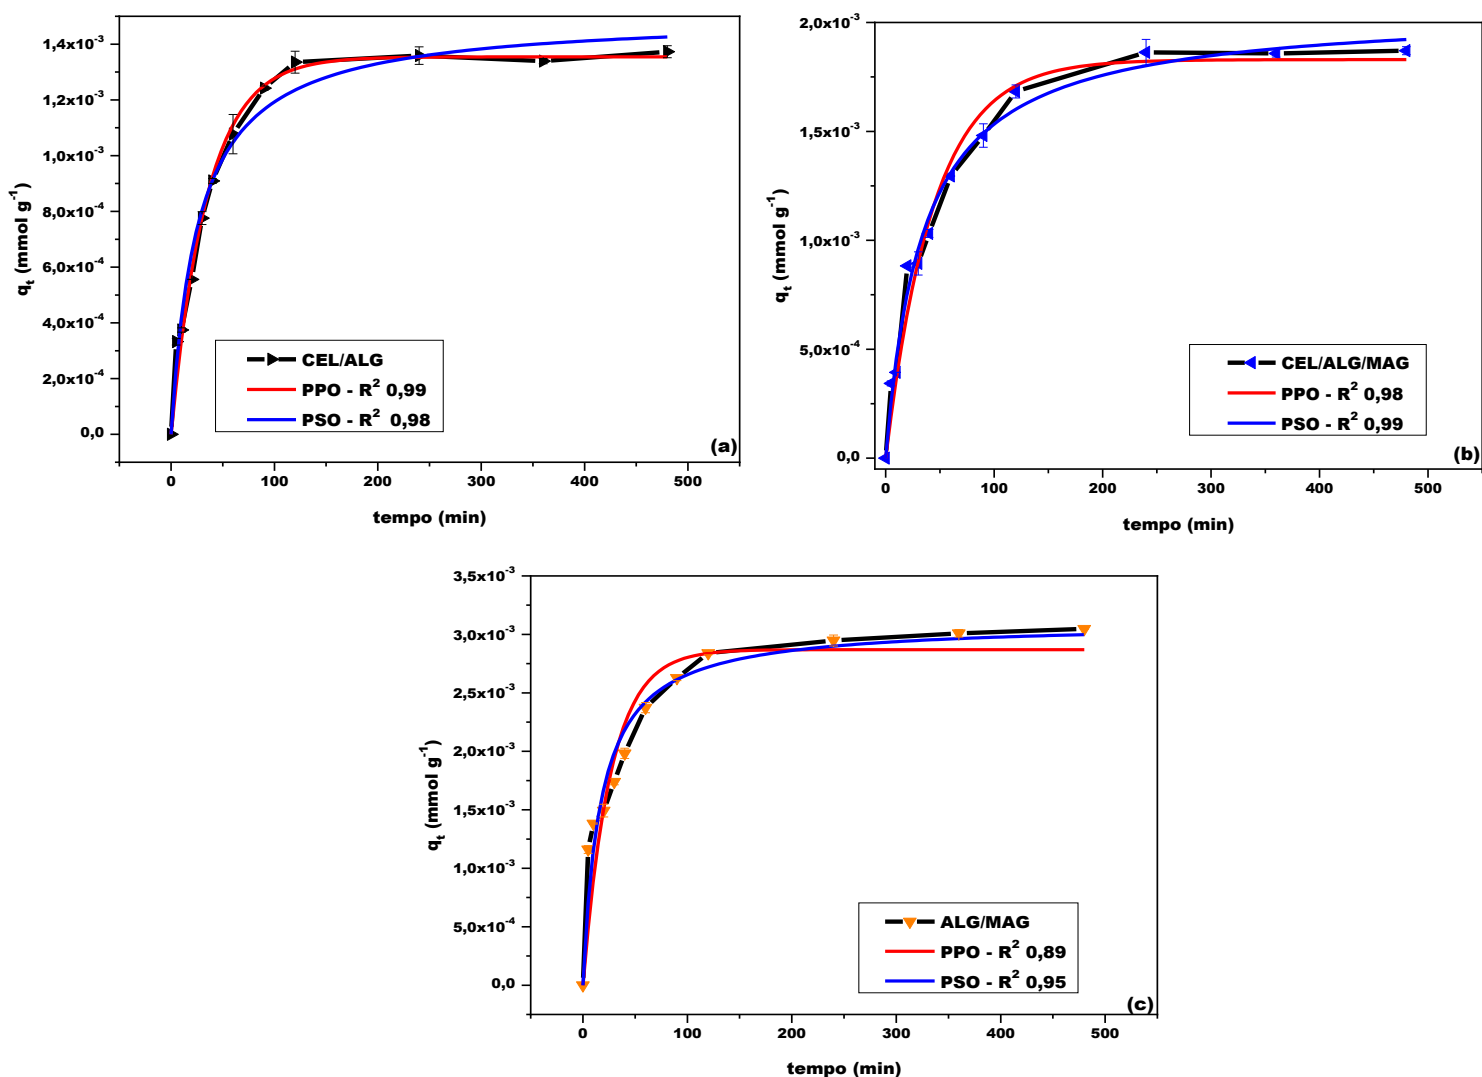 1,4x10⁻³
1,2x10⁻³
1,0x10⁻³
8,0x10⁻⁴
6,0x10⁻⁴
4,0x10⁻⁴
2,0x10⁻⁴
0,0
qₜ (mmol g⁻¹)
CEL/ALG
PPO - R² 0,99
PSO - R² 0,98
(a)
0 100 200 300 400 500
tempo (min)
2,0x10⁻³
1,5x10⁻³
1,0x10⁻³
5,0x10⁻⁴
0,0
qₜ (mmol g⁻¹)
CEL/ALG/MAG
PPO - R² 0,98
PSO - R² 0,99
(b)
0 100 200 300 400 500
tempo (min)
3,5x10⁻³
3,0x10⁻³
2,5x10⁻³
2,0x10⁻³
1,5x10⁻³
1,0x10⁻³
5,0x10⁻⁴
0,0
qₜ (mmol g⁻¹)
ALG/MAG
PPO - R² 0,89
PSO - R² 0,95
(c)
0 100 200 300 400 500
tempo (min)